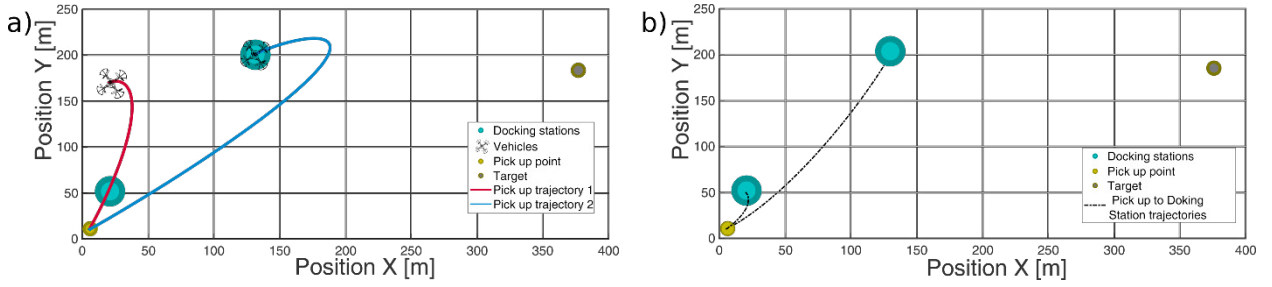 a)
Position Y [m]
250
200
150
100
50
0
0 50 100 150 200 250 300 350 400
Position X [m]
Docking stations
Vehicles
Pick up point
Target
Pick up trajectory 1
Pick up trajectory 2
b)
Position Y [m]
250
200
150
100
50
0
0 50 100 150 200 250 300 350 400
Position X [m]
Docking stations
Pick up point
Target
Pick up to Doking
Station trajectories